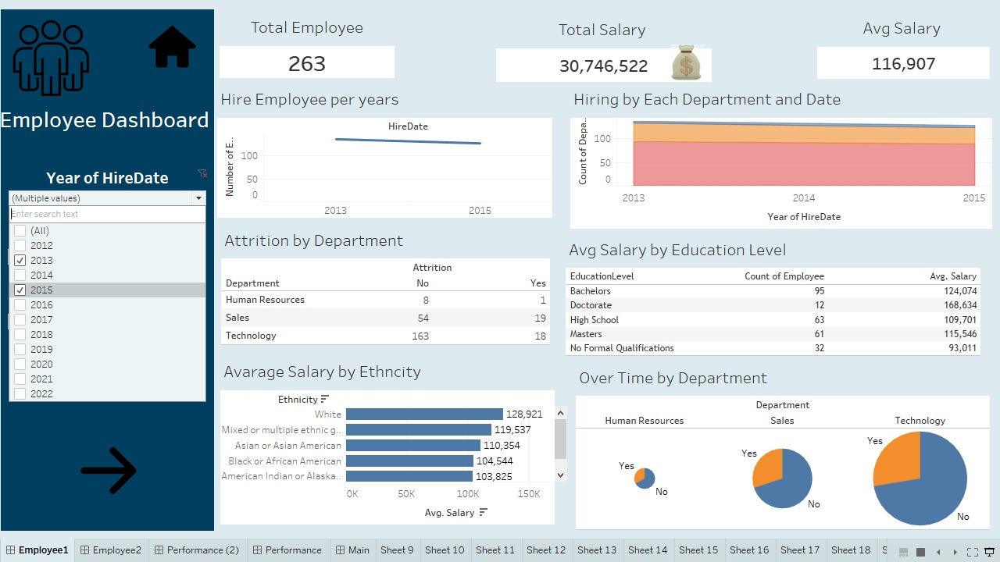 Total Employee
263
Total Salary
30,746,522
Avg Salary
116,907
Employee Dashboard
Year of HireDate
(Multiple values)
Enter search text
(All)
2012
2013
2014
2015
2016
2017
2018
2019
2020
2021
2022
Hire Employee per years
HireDate
Number of E..
100
50
0
2013 2015
Hiring by Each Department and Date
Count of Depa..
100
50
0
2013 2014 2015
Year of HireDate
Attrition by Department
Attrition
Department No Yes
Human Resources 8 1
Sales 54 19
Technology 163 18
Avg Salary by Education Level
EducationLevel Count of Employee Avg. Salary
Bachelors 95 124,074
Doctorate 12 168,634
High School 63 109,701
Masters 61 115,546
No Formal Qualifications 32 93,011
Avarage Salary by Ethncity
Ethnicity
White 128,921
Mixed or multiple ethnic g.. 119,537
Asian or Asian American 110,354
Black or African American 104,544
American Indian or Alaska.. 103,825
0K 50K 100K 150K
Avg. Salary
Over Time by Department
Department
Human Resources Sales Technology
Yes No
Yes No
Yes No
Employee1 Employee2 Performance (2) Performance Main Sheet 9 Sheet 10 Sheet 11 Sheet 12 Sheet 13 Sheet 14 Sheet 15 Sheet 16 Sheet 17 Sheet 18 S